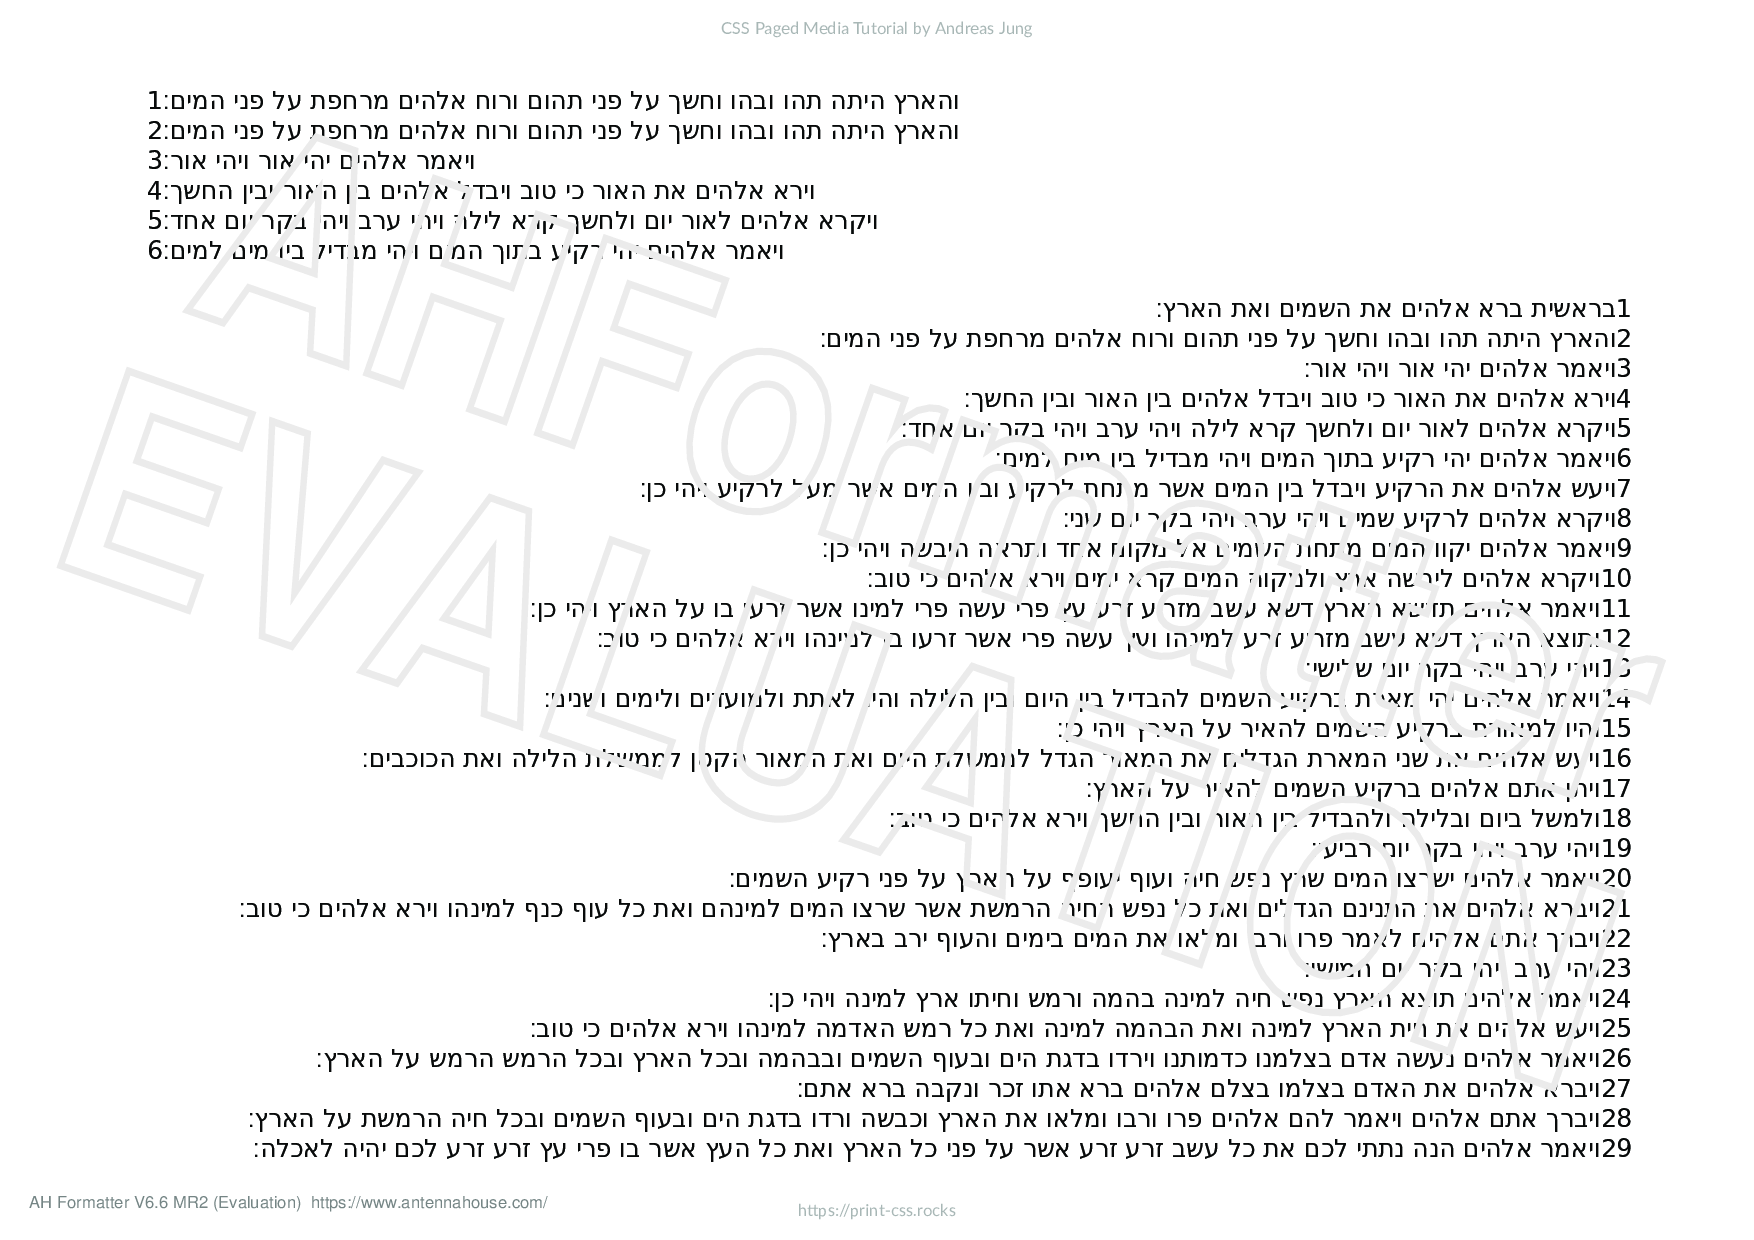 CSS Paged Media Tutorial by Andreas Jung
1:והארץ היתה תהו ובהו וחשך על פני תהום ורוח אלהים מרחפת על פני המים
2:והארץ היתה תהו ובהו וחשך על פני תהום ורוח אלהים מרחפת על פני המים
3:ויאמר אלהים יהי אור ויהי אור
4:וירא אלהים את האור כי טוב ויבדל אלהים בין האור ובין החשך
5:ויקרא אלהים לאור יום ולחשך קרא לילה ויהי ערב ויהי בקר יום אחד
6:ויאמר אלהים יהי רקיע בתוך המים ויהי מבדיל בין מים למים
1בראשית ברא אלהים את השמים ואת הארץ:
2והארץ היתה תהו ובהו וחשך על פני תהום ורוח אלהים מרחפת על פני המים:
3ויאמר אלהים יהי אור ויהי אור:
4וירא אלהים את האור כי טוב ויבדל אלהים בין האור ובין החשך:
5ויקרא אלהים לאור יום ולחשך קרא לילה ויהי ערב ויהי בקר יום אחד:
6ויאמר אלהים יהי רקיע בתוך המים ויהי מבדיל בין מים למים:
7ויעש אלהים את הרקיע ויבדל בין המים אשר מתחת לרקיע ובין המים אשר מעל לרקיע ויהי כן:
8ויקרא אלהים לרקיע שמים ויהי ערב ויהי בקר יום שני:
9ויאמר אלהים יקוו המים מתחת השמים אל מקום אחד ותראה היבשה ויהי כן:
10ויקרא אלהים ליבשה ארץ ולמקוה המים קרא ימים וירא אלהים כי טוב:
11ויאמר אלהים תדשא הארץ דשא עשב מזריע זרע עץ פרי עשה פרי למינו אשר זרעו בו על הארץ ויהי כן:
12ותוצא הארץ דשא עשב מזריע זרע למינהו ועץ עשה פרי אשר זרעו בו למינהו וירא אלהים כי טוב:
13ויהי ערב ויהי בקר יום שלישי:
14ויאמר אלהים יהי מארת ברקיע השמים להבדיל בין היום ובין הלילה והיו לאתת ולמועדים ולימים ושנים:
15והיו למאורת ברקיע השמים להאיר על הארץ ויהי כן:
16ויעש אלהים את שני המארת הגדלים את המאור הגדל לממשלת היום ואת המאור הקטן לממשלת הלילה ואת הכוכבים:
17ויתן אתם אלהים ברקיע השמים להאיר על הארץ:
18ולמשל ביום ובלילה ולהבדיל בין האור ובין החשך וירא אלהים כי טוב:
19ויהי ערב ויהי בקר יום רביעי:
20ויאמר אלהים ישרצו המים שרץ נפש חיה ועוף יעופף על הארץ על פני רקיע השמים:
21ויברא אלהים את התנינם הגדלים ואת כל נפש החיה הרמשת אשר שרצו המים למינהם ואת כל עוף כנף למינהו וירא אלהים כי טוב:
22ויברך אתם אלהים לאמר פרו ורבו ומלאו את המים בימים והעוף ירב בארץ:
23ויהי ערב ויהי בקר יום חמישי:
24ויאמר אלהים תוצא הארץ נפש חיה למינה בהמה ורמש וחיתו ארץ למינה ויהי כן:
25ויעש אלהים את חית הארץ למינה ואת הבהמה למינה ואת כל רמש האדמה למינהו וירא אלהים כי טוב:
26ויאמר אלהים נעשה אדם בצלמנו כדמותנו וירדו בדגת הים ובעוף השמים ובבהמה ובכל הארץ ובכל הרמש הרמש על הארץ:
27ויברא אלהים את האדם בצלמו בצלם אלהים ברא אתו זכר ונקבה ברא אתם:
28ויברך אתם אלהים ויאמר להם אלהים פרו ורבו ומלאו את הארץ וכבשה ורדו בדגת הים ובעוף השמים ובכל חיה הרמשת על הארץ:
29ויאמר אלהים הנה נתתי לכם את כל עשב זרע זרע אשר על פני כל הארץ ואת כל העץ אשר בו פרי עץ זרע זרע לכם יהיה לאכלה:
AHFormatter
EVALUATION
AH Formatter V6.6 MR2 (Evaluation) https://www.antennahouse.com/
https://print-css.rocks